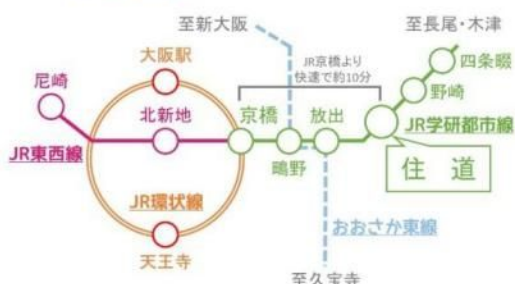 至新大阪
至長尾・木津
大阪駅
JR京橋より
快速で約10分
四条畷
尼崎
野崎
北新地
京橋
放出
JR学研都市線
JR東西線
鴫野
住 道
JR環状線
おおさか東線
天王寺
至久宝寺